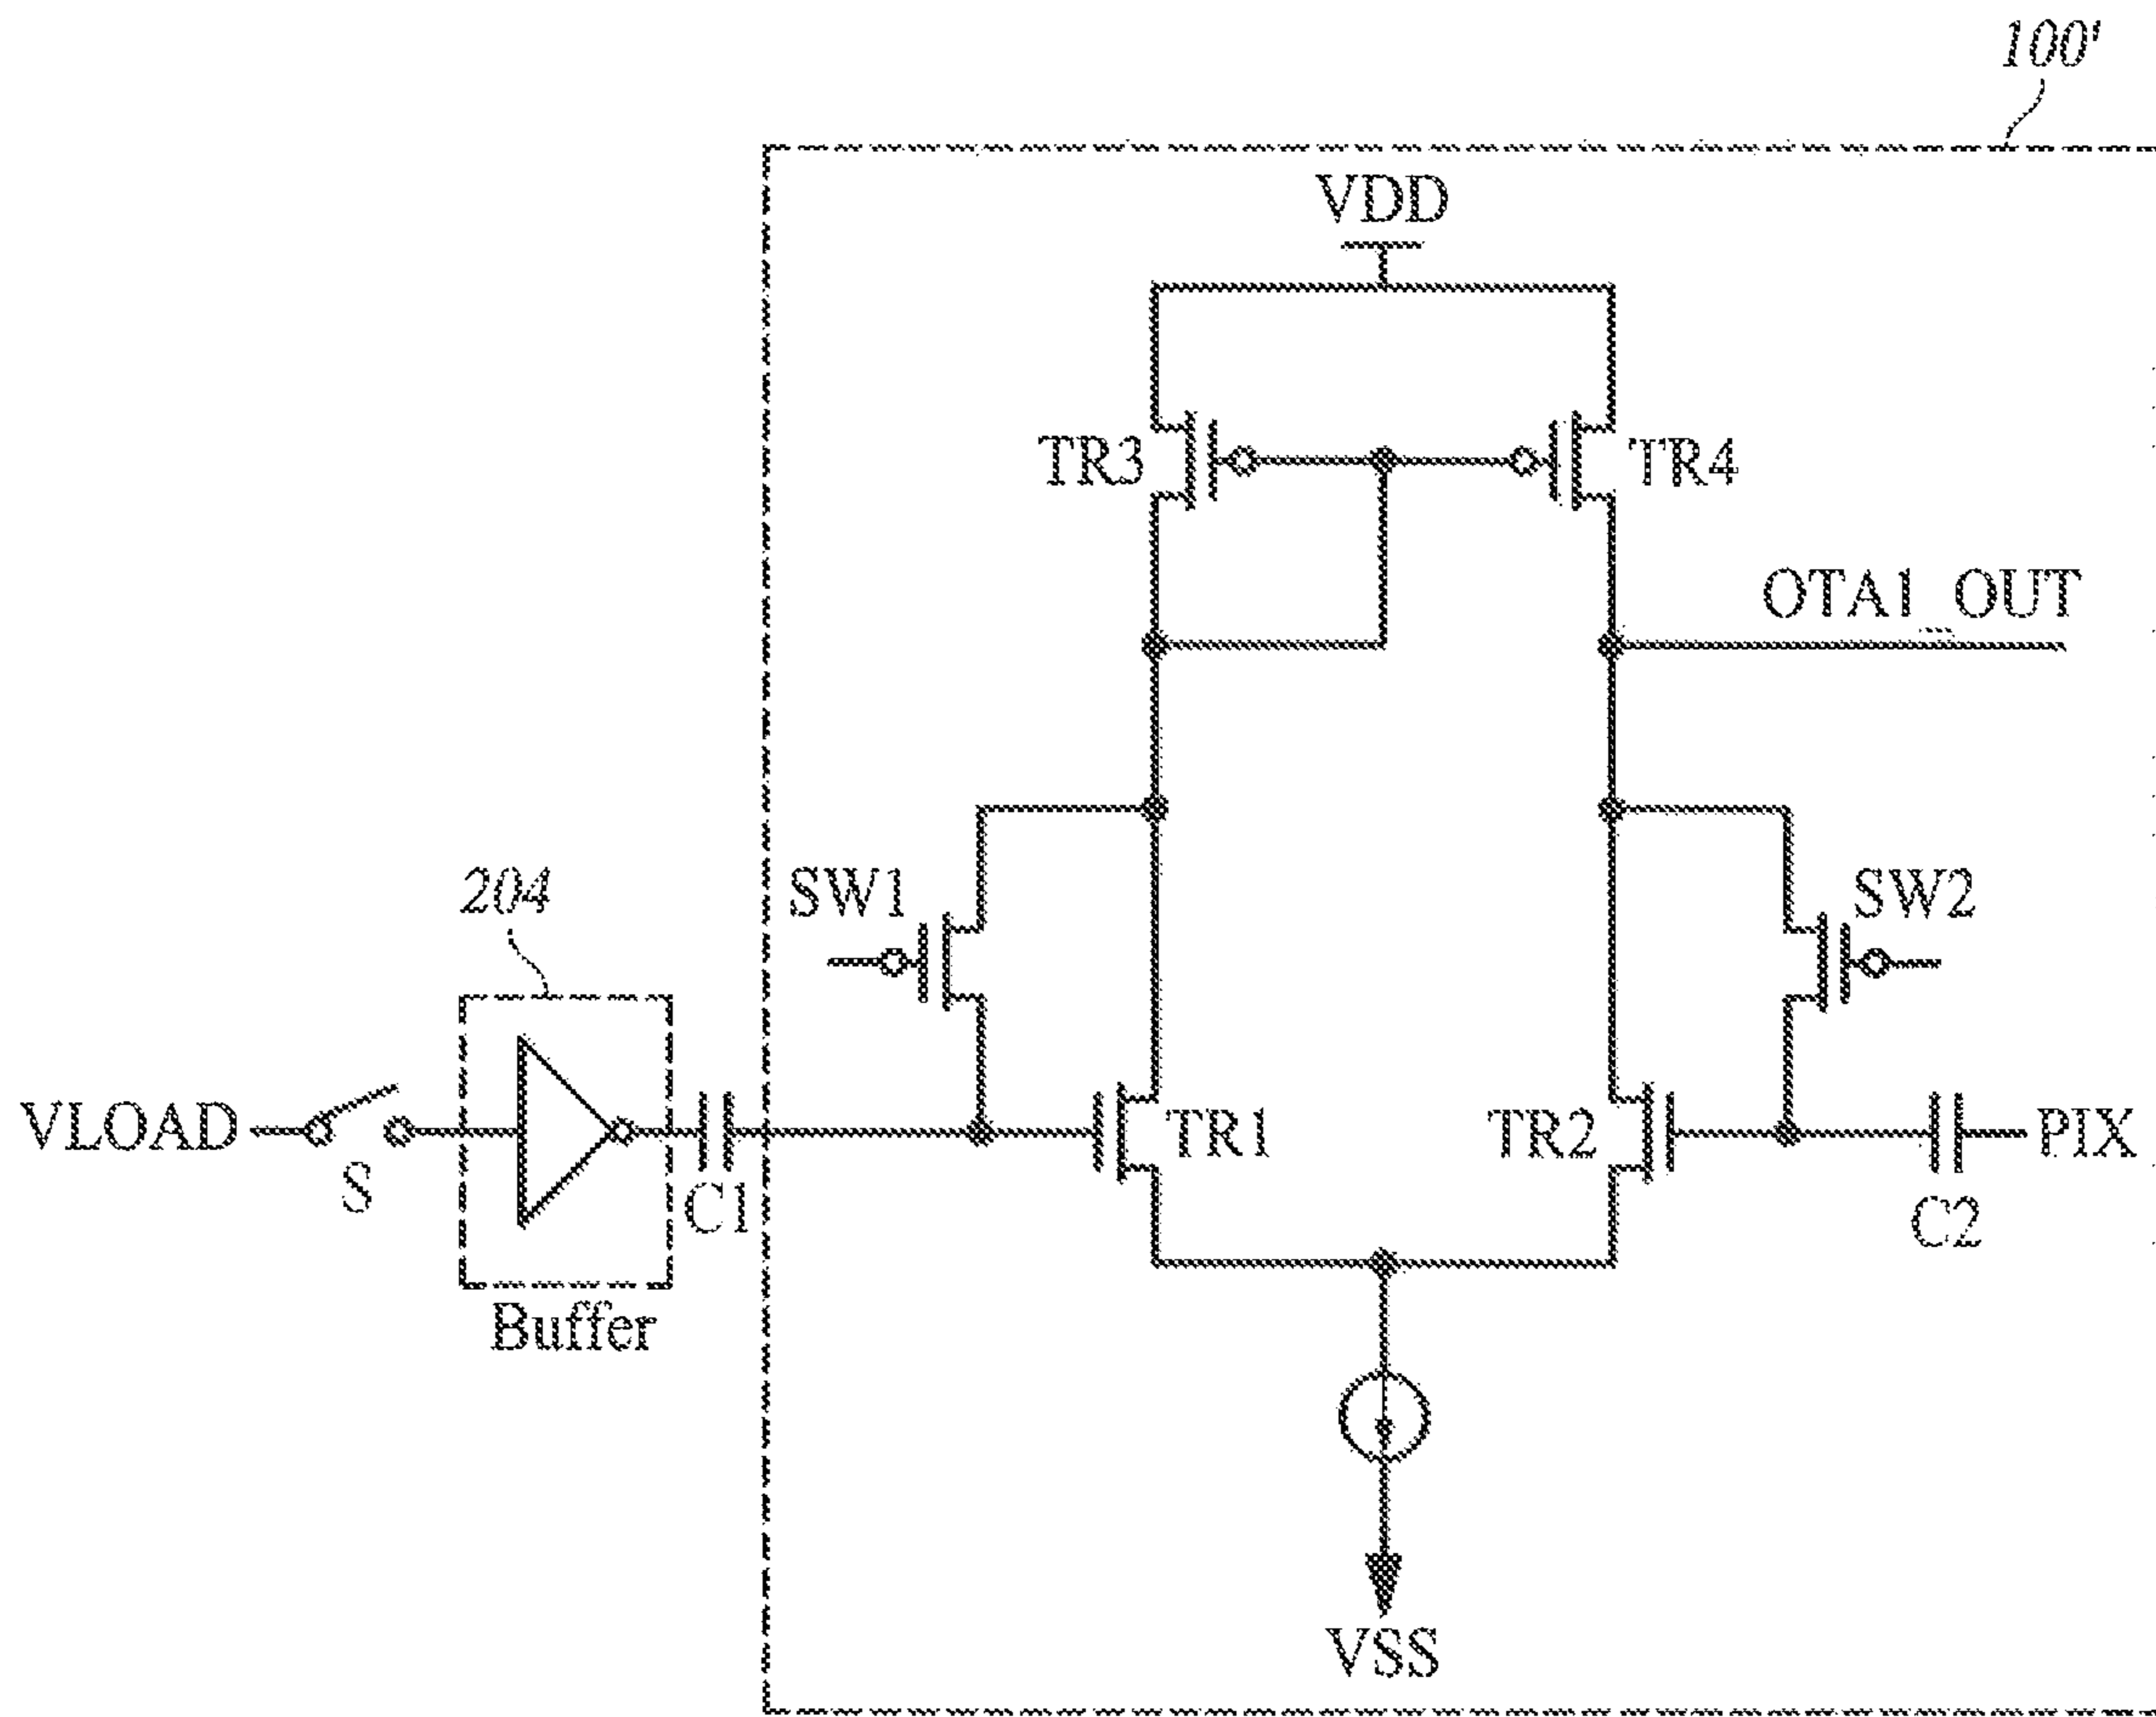 100'
VDD
TR3
TR4
OTA1_OUT
SW1
SW2
204
VLOAD
S
C1
TR1
TR2
PIX
C2
Buffer
VSS